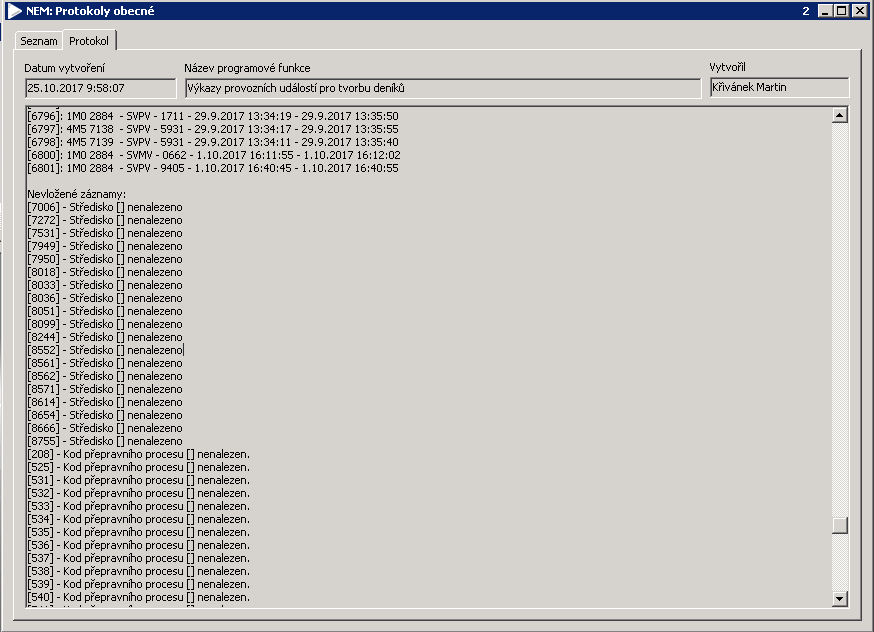 NEM: Protokoly obecné
2
Seznam
Protokol
Datum vytvoření
Název programové funkce
Vytvořil
25.10.2017 9:58:07
Výkazy provozních událostí pro tvorbu deníků
Křivánek Martin
[6796]: 1M0 2884 - SVPV - 1711 - 29.9.2017 13:34:19 - 29.9.2017 13:35:50
[6797]: 4M5 7138 - SVPV - 5931 - 29.9.2017 13:34:17 - 29.9.2017 13:35:55
[6798]: 4M5 7139 - SVPV - 5931 - 29.9.2017 13:34:11 - 29.9.2017 13:35:40
[6800]: 1M0 2884 - SVMV - 0662 - 1.10.2017 16:11:55 - 1.10.2017 16:12:02
[6801]: 1M0 2884 - SVPV - 9405 - 1.10.2017 16:40:45 - 1.10.2017 16:40:55
Nevložené záznamy:
[7006] - Středisko [] nenalezeno
[7272] - Středisko [] nenalezeno
[7531] - Středisko [] nenalezeno
[7949] - Středisko [] nenalezeno
[7950] - Středisko [] nenalezeno
[8018] - Středisko [] nenalezeno
[8033] - Středisko [] nenalezeno
[8036] - Středisko [] nenalezeno
[8051] - Středisko [] nenalezeno
[8099] - Středisko [] nenalezeno
[8244] - Středisko [] nenalezeno
[8552] - Středisko [] nenalezeno
[8561] - Středisko [] nenalezeno
[8562] - Středisko [] nenalezeno
[8571] - Středisko [] nenalezeno
[8614] - Středisko [] nenalezeno
[8654] - Středisko [] nenalezeno
[8666] - Středisko [] nenalezeno
[8755] - Středisko [] nenalezeno
[208] - Kod přepravního procesu [] nenalezen.
[525] - Kod přepravního procesu [] nenalezen.
[531] - Kod přepravního procesu [] nenalezen.
[532] - Kod přepravního procesu [] nenalezen.
[533] - Kod přepravního procesu [] nenalezen.
[534] - Kod přepravního procesu [] nenalezen.
[535] - Kod přepravního procesu [] nenalezen.
[536] - Kod přepravního procesu [] nenalezen.
[537] - Kod přepravního procesu [] nenalezen.
[538] - Kod přepravního procesu [] nenalezen.
[539] - Kod přepravního procesu [] nenalezen.
[540] - Kod přepravního procesu [] nenalezen.